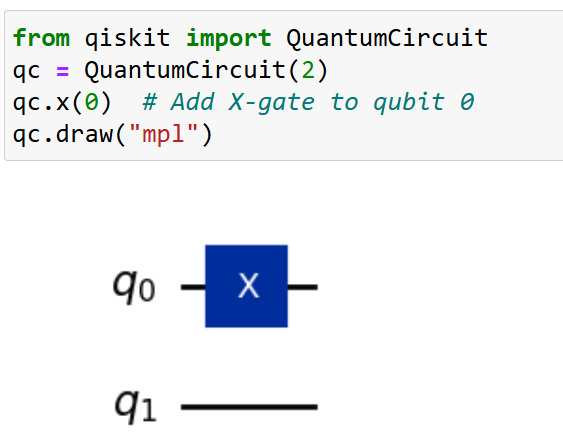 from qiskit import QuantumCircuit
qc = QuantumCircuit(2)
qc.x(0)  # Add X-gate to qubit 0
qc.draw("mpl")
q0
X
q1